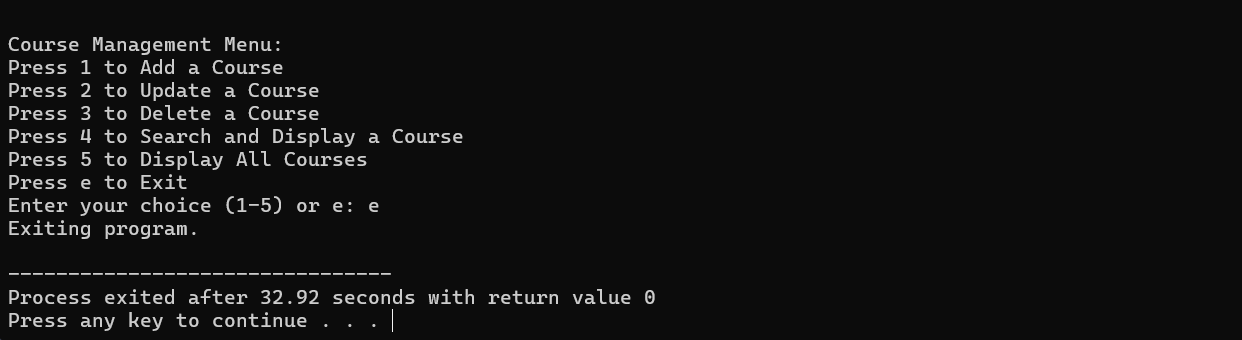 Course Management Menu:
Press 1 to Add a Course
Press 2 to Update a Course
Press 3 to Delete a Course
Press 4 to Search and Display a Course
Press 5 to Display All Courses
Press e to Exit
Enter your choice (1-5) or e: e
Exiting program.
--------------------------------
Process exited after 32.92 seconds with return value 0
Press any key to continue . . .